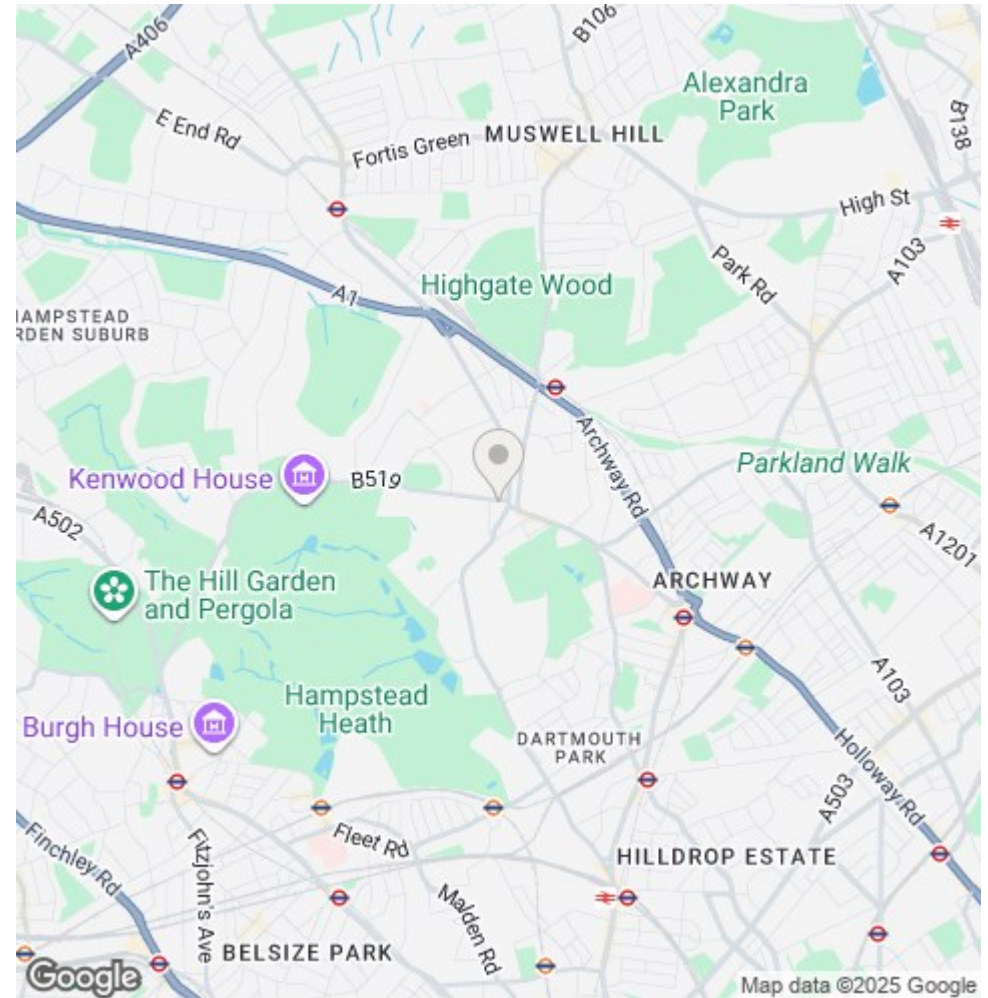 A406
B106
Alexandra
Park
B138
E End Rd
Fortis Green
MUSWELL HILL
High St
Park Rd
A103
Highgate Wood
A1
HAMPSTEAD
RDEN SUBURB
Archway Rd
Parkland Walk
Kenwood House
B519
A502
A1201
The Hill Garden
and Pergola
ARCHWAY
A103
Hampstead
Heath
Burgh House
DARTMOUTH
PARK
Holloway Rd
A503
Finchley Rd
Fitzjohn's Ave
Fleet Rd
HILLDROP ESTATE
Malden Rd
BELSIZE PARK
Google
Map data ©2025 Google